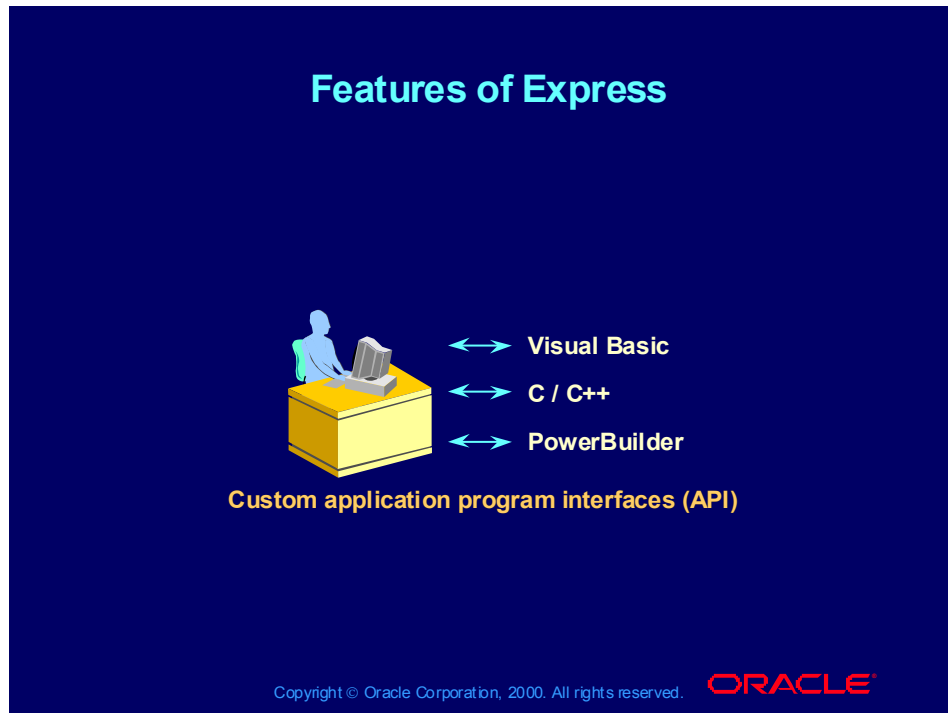 Features of Express
Visual Basic
C / C++
PowerBuilder
Custom application program interfaces (API)
Copyright © Oracle Corporation, 2000. All rights reserved.
ORACLE®